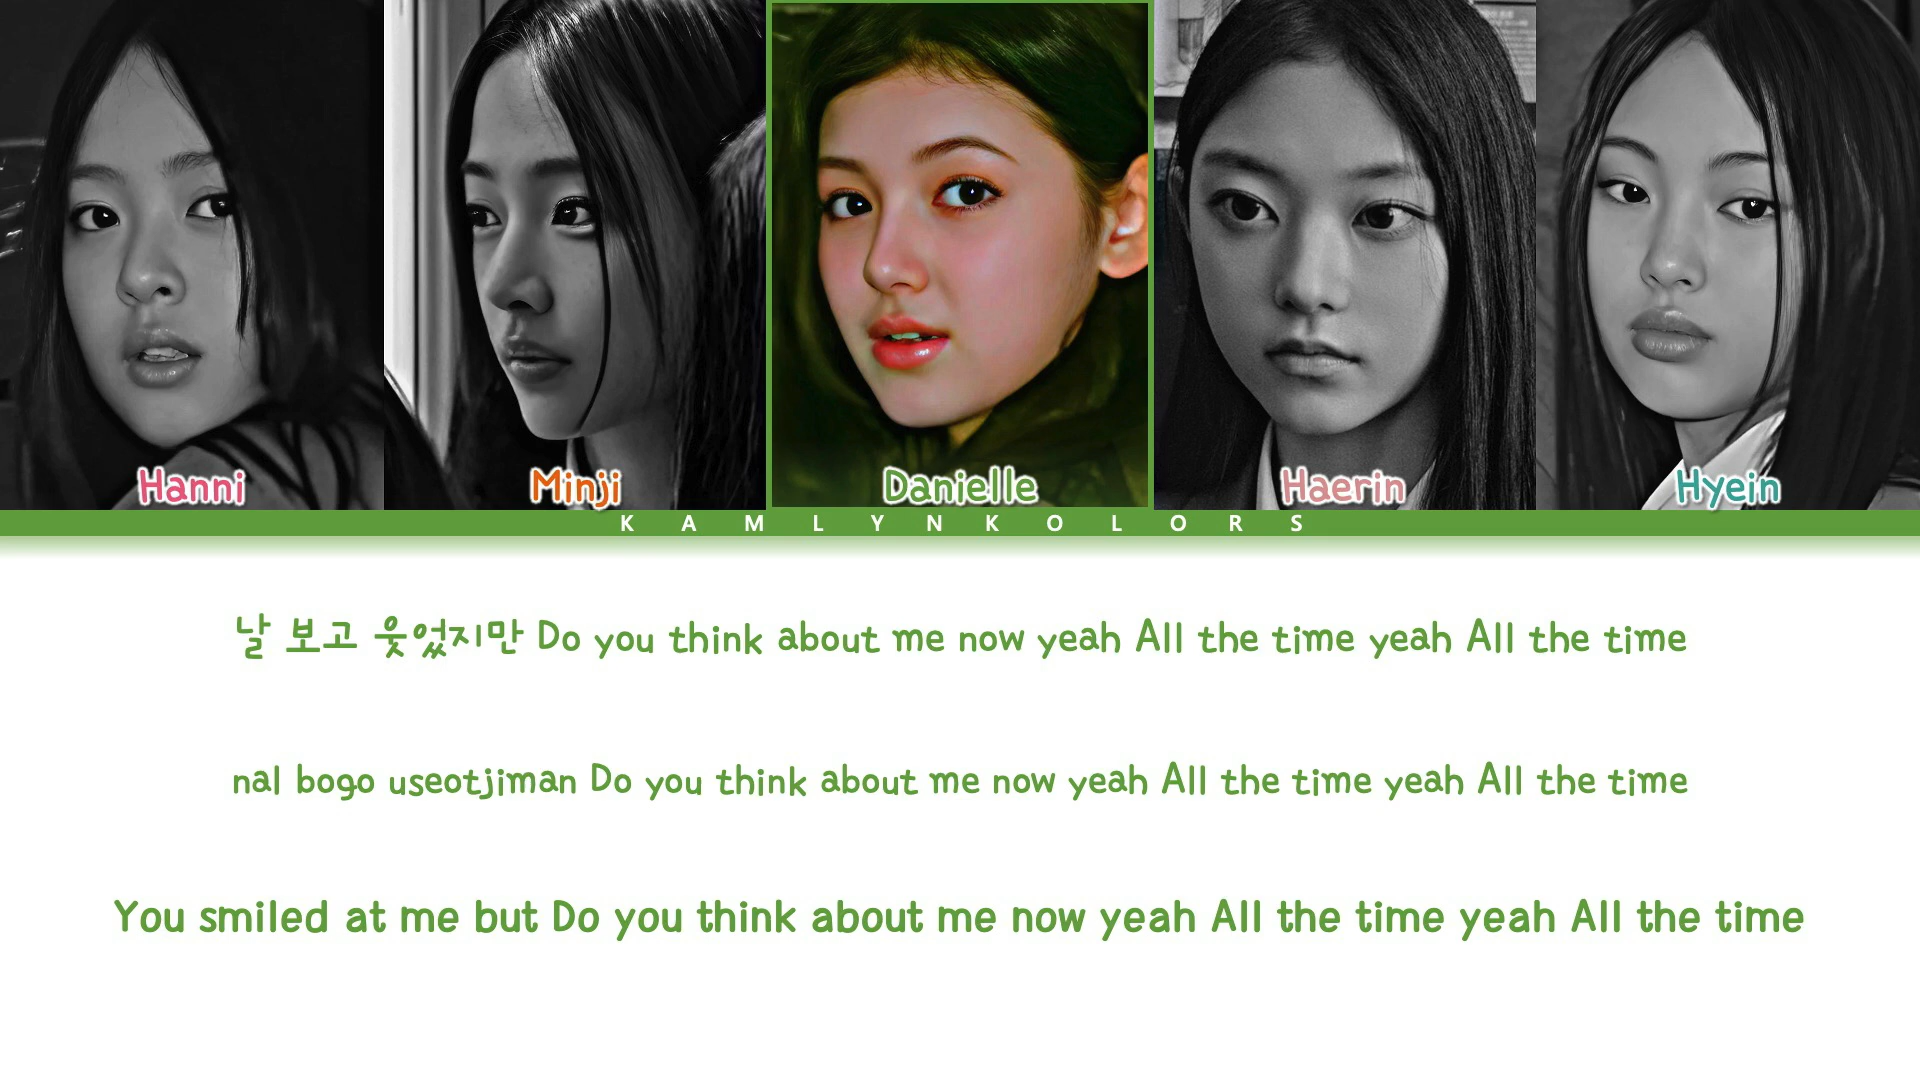 Hanni Minji Danielle Haerin Hyein
KAMLYNKOLORS
날 보고 웃었지만 Do you think about me now yeah All the time yeah All the time
nal bogo useotjiman Do you think about me now yeah All the time yeah All the time
You smiled at me but Do you think about me now yeah All the time yeah All the time